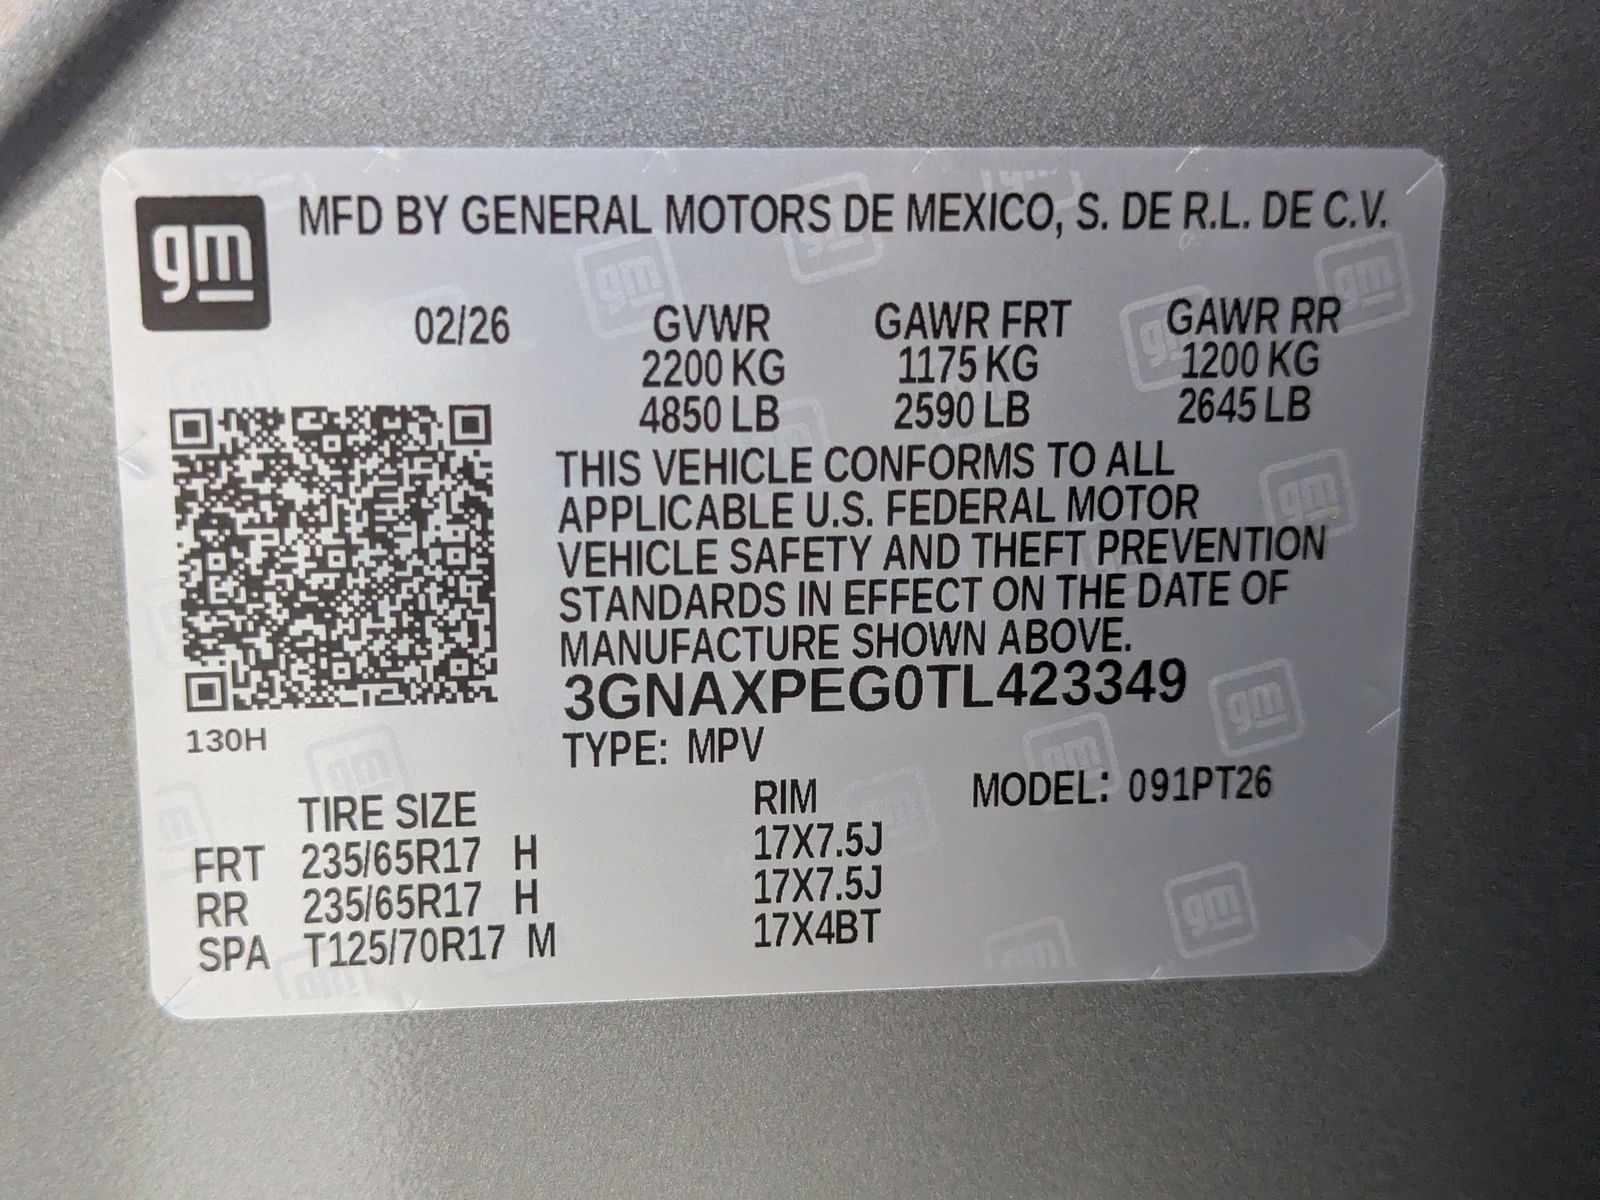 gm MFD BY GENERAL MOTORS DE MEXICO, S. DE R.L. DE C.V.
02/26 GVWR GAWR FRT GAWR RR
2200 KG 1175 KG 1200 KG
4850 LB 2590 LB 2645 LB
THIS VEHICLE CONFORMS TO ALL
APPLICABLE U.S. FEDERAL MOTOR
VEHICLE SAFETY AND THEFT PREVENTION
STANDARDS IN EFFECT ON THE DATE OF
MANUFACTURE SHOWN ABOVE.
3GNAXPEG0TL423349
130H
TYPE: MPV
TIRE SIZE RIM MODEL: 091PT26
FRT 235/65R17 H 17X7.5J
RR 235/65R17 H 17X7.5J
SPA T125/70R17 M 17X4BT